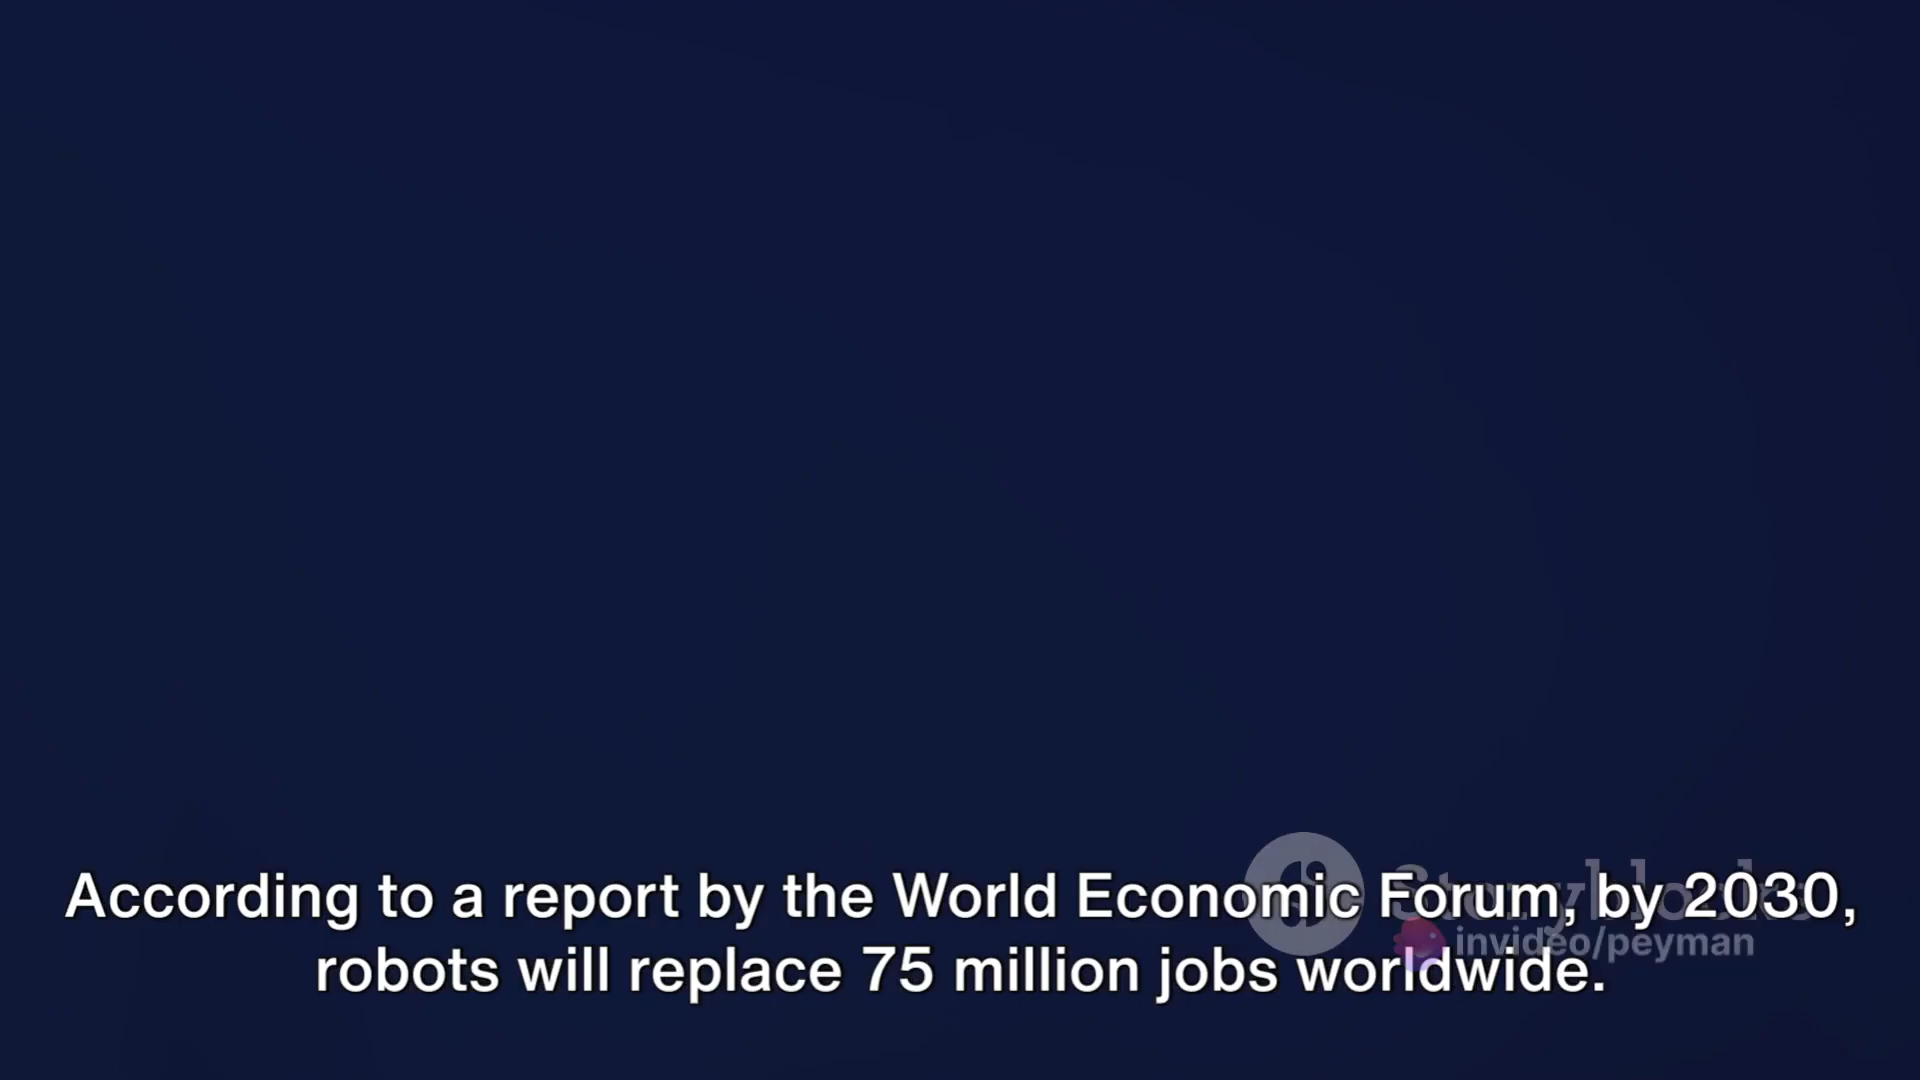 According to a report by the World Economic Forum, by 2030,
robots will replace 75 million jobs worldwide.
Storyblocks
invideo/peyman